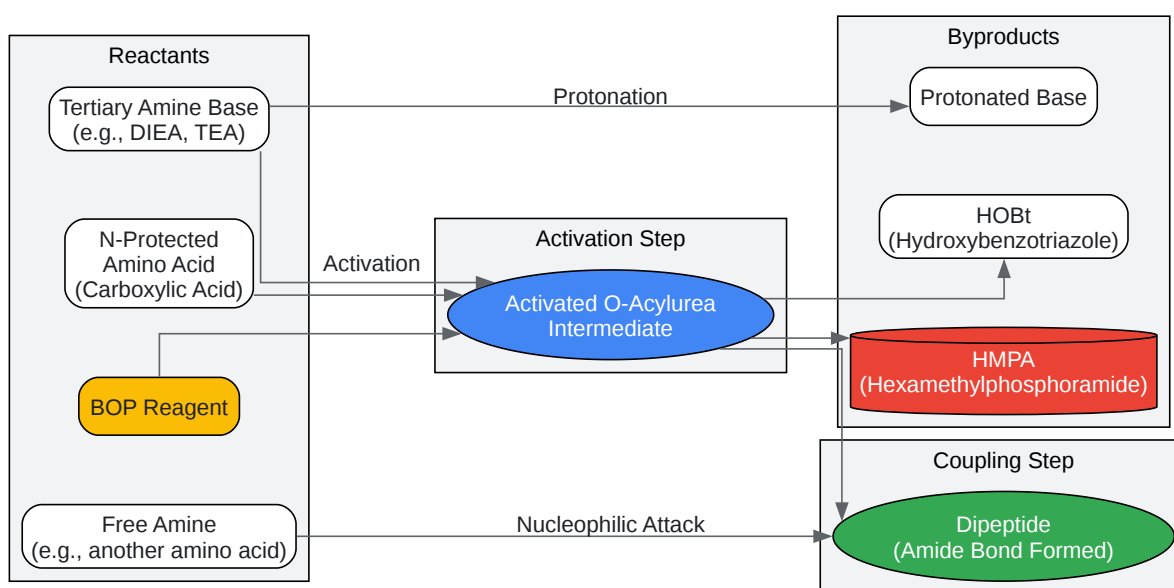 Reactants
Tertiary Amine Base
(e.g., DIEA, TEA)
N-Protected
Amino Acid
(Carboxylic Acid)
BOP Reagent
Free Amine
(e.g., another amino acid)
Protonation
Activation
Nucleophilic Attack
Activation Step
Activated O-Acylurea
Intermediate
Byproducts
Protonated Base
HOBt
(Hydroxybenzotriazole)
HMPA
(Hexamethylphosphoramide)
Coupling Step
Dipeptide
(Amide Bond Formed)